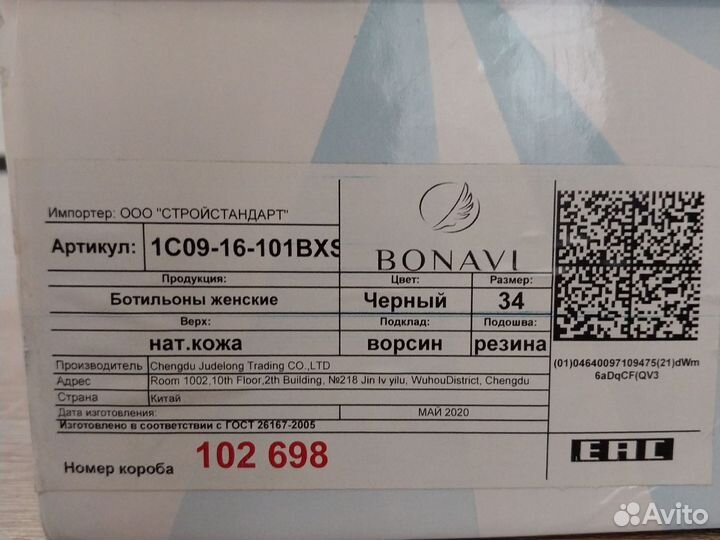 Импортер: ООО "СТРОЙСТАНДАРТ"
Артикул: 1C09-16-101BXS
BONAVI
Продукция: Цвет: Размер:
Ботильоны женские Черный 34
Верх: Подклад: Подошва:
нат.кожа ворсин резина
Производитель Chengdu Judelong Trading CO.,LTD
Адрес Room 1002,10th Floor,2th Building, №218 Jin lv yilu, WuhouDistrict, Chengdu
Страна Китай
Дата изготовления: МАЙ 2020
Изготовлено в соответствии с ГОСТ 26167-2005
Номер короба 102 698
(01)04640097109475(21)dWm
6aDqCF(QV3
EAC
Avito